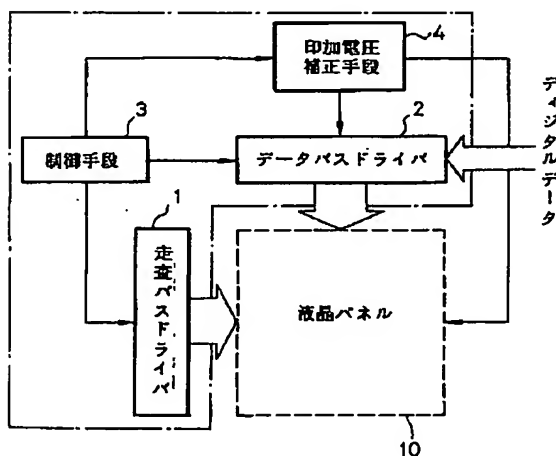 4
印加電圧
補正手段
3
制御手段
2
データバスドライバ
ディジタルデータ
1
走査バスドライバ
液晶パネル
10